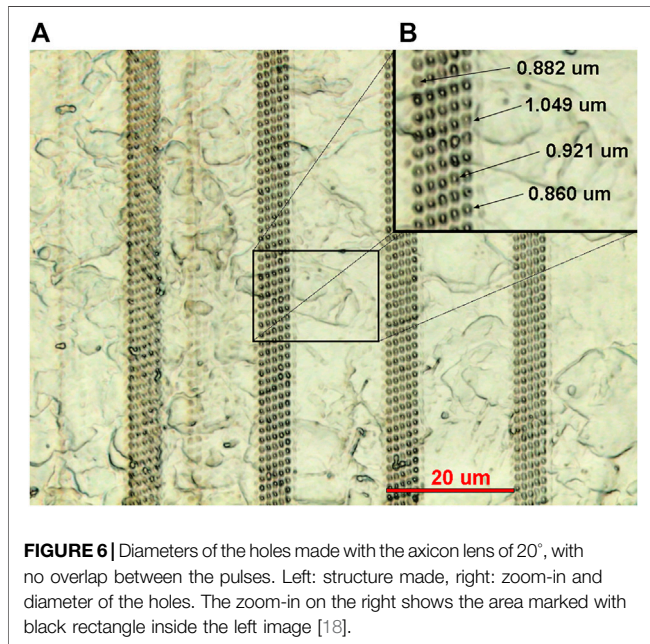 A
B
0.882 um
1.049 um
0.921 um
0.860 um
20 um
FIGURE 6 | Diameters of the holes made with the axicon lens of 20°, with
no overlap between the pulses. Left: structure made, right: zoom-in and
diameter of the holes. The zoom-in on the right shows the area marked with
black rectangle inside the left image [18].